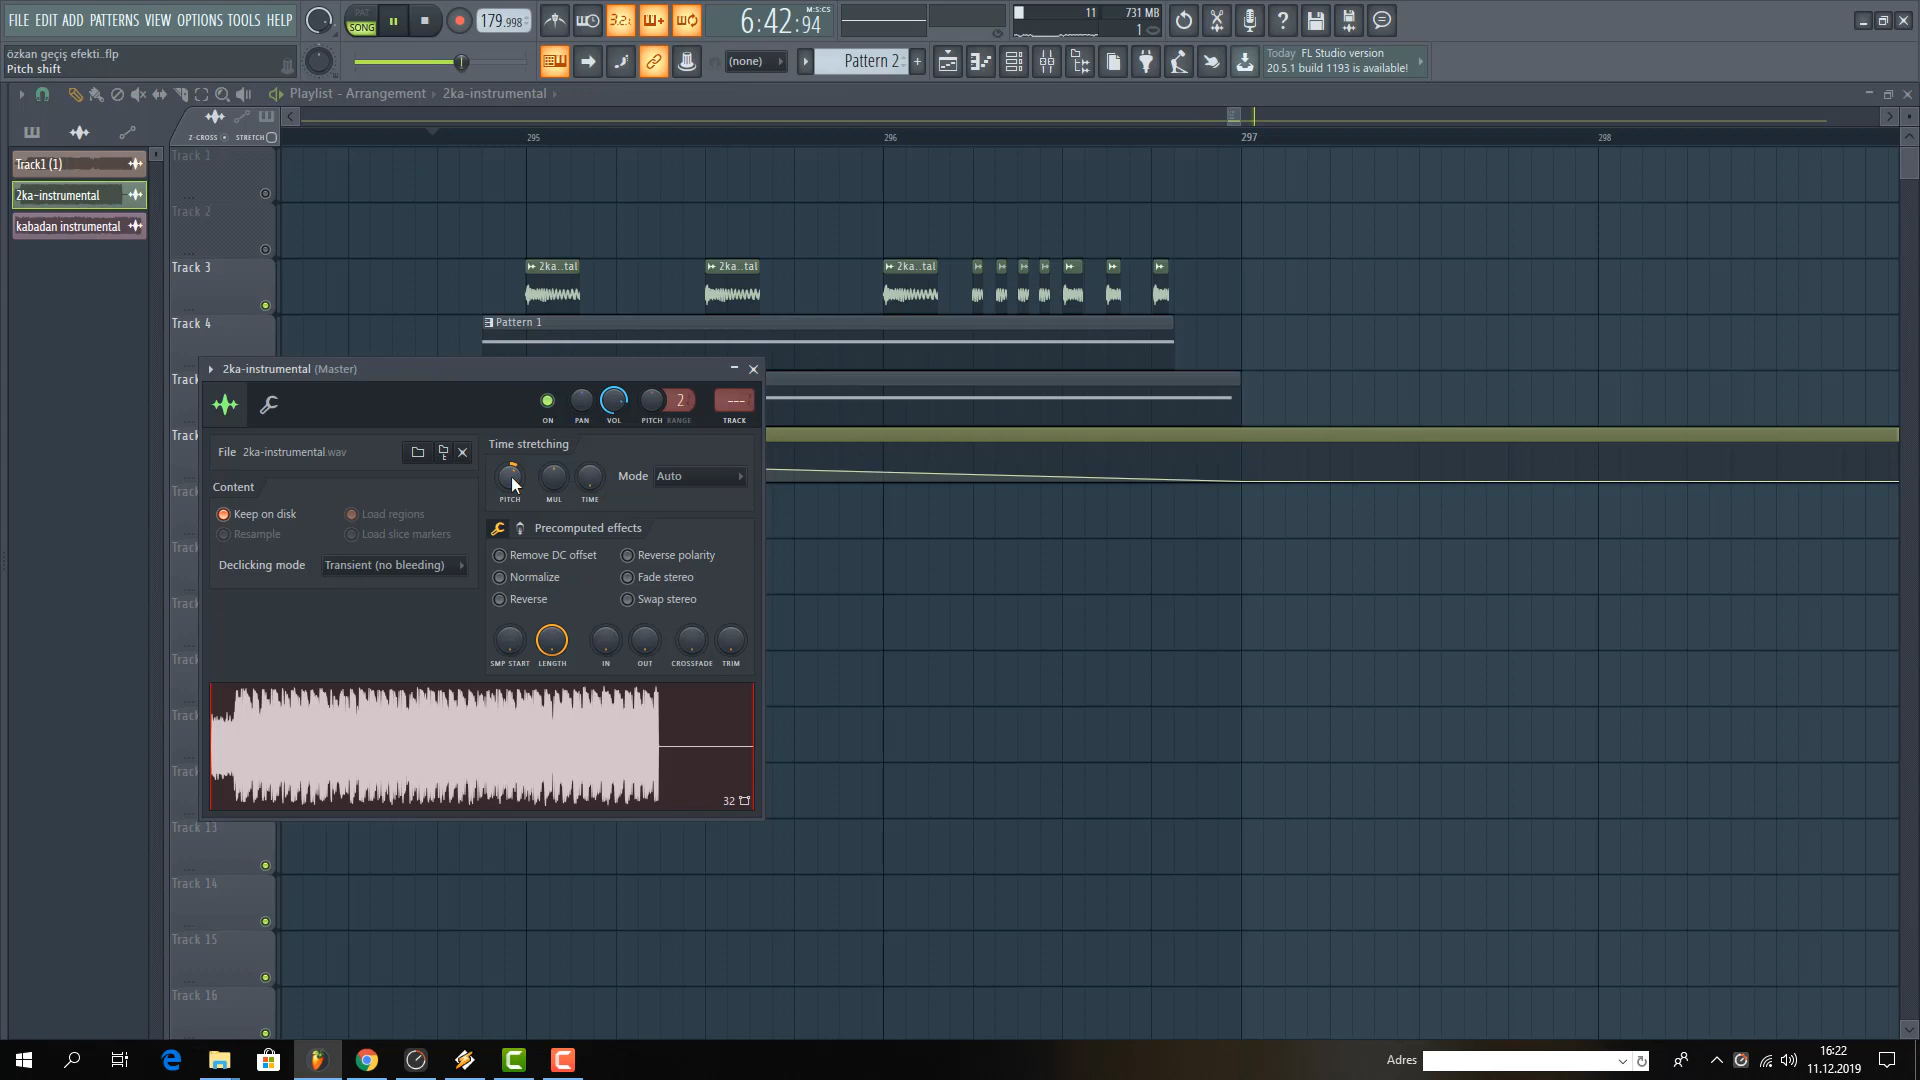 FILE EDIT ADD PATTERNS VIEW OPTIONS TOOLS HELP
PAT
SONG
179.998
3.2.
6:42:94
M:S:CS
11
731 MB
1
özkan geçiş efekti_.flp
Pitch shift
(none)
Pattern 2
Today FL Studio version
20.5.1 build 1193 is available!
Playlist - Arrangement
2ka-instrumental
Z-CROSS
STRETCH
295
296
297
298
Track1 (1)
2ka-instrumental
kabadan instrumental
Track 1
Track 2
Track 3
2ka..tal
2ka..tal
2ka..tal
Track 4
Pattern 1
2ka-instrumental (Master)
ON
PAN
VOL
PITCH
RANGE
2
---
TRACK
File 2ka-instrumental.wav
Time stretching
PITCH
MUL
TIME
Mode
Auto
Content
Keep on disk
Load regions
Resample
Load slice markers
Declicking mode
Transient (no bleeding)
Precomputed effects
Remove DC offset
Reverse polarity
Normalize
Fade stereo
Reverse
Swap stereo
SMP START
LENGTH
IN
OUT
CROSSFADE
TRIM
32
Track 13
Track 14
Track 15
Track 16
Adres
16:22
11.12.2019